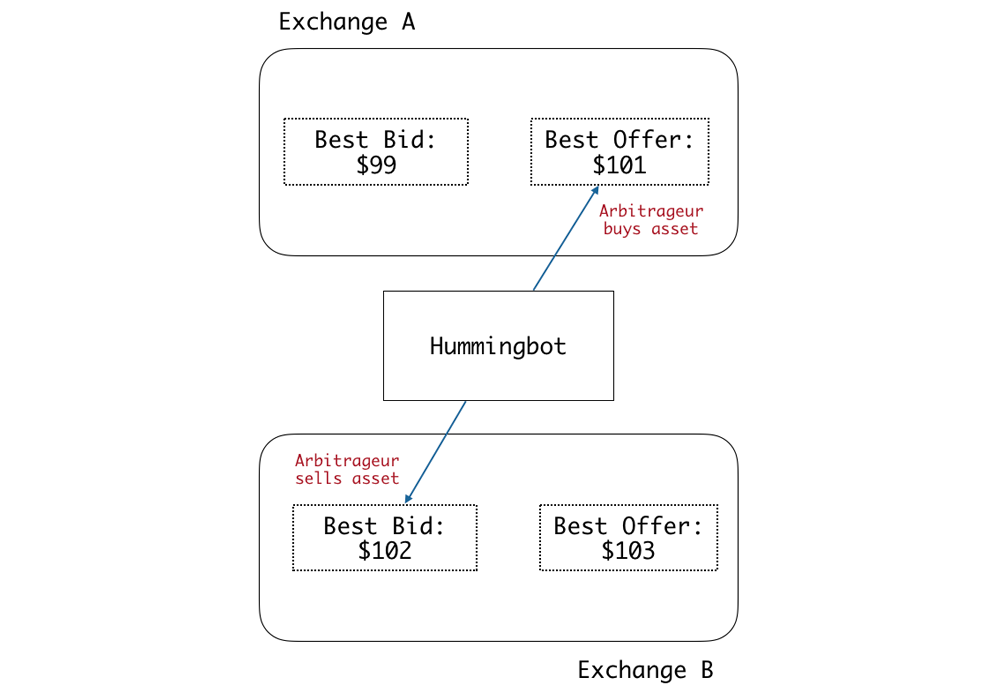 Exchange A
Best Bid:
$99
Best Offer:
$101
Arbitrageur
buys asset
Hummingbot
Arbitrageur
sells asset
Best Bid:
$102
Best Offer:
$103
Exchange B